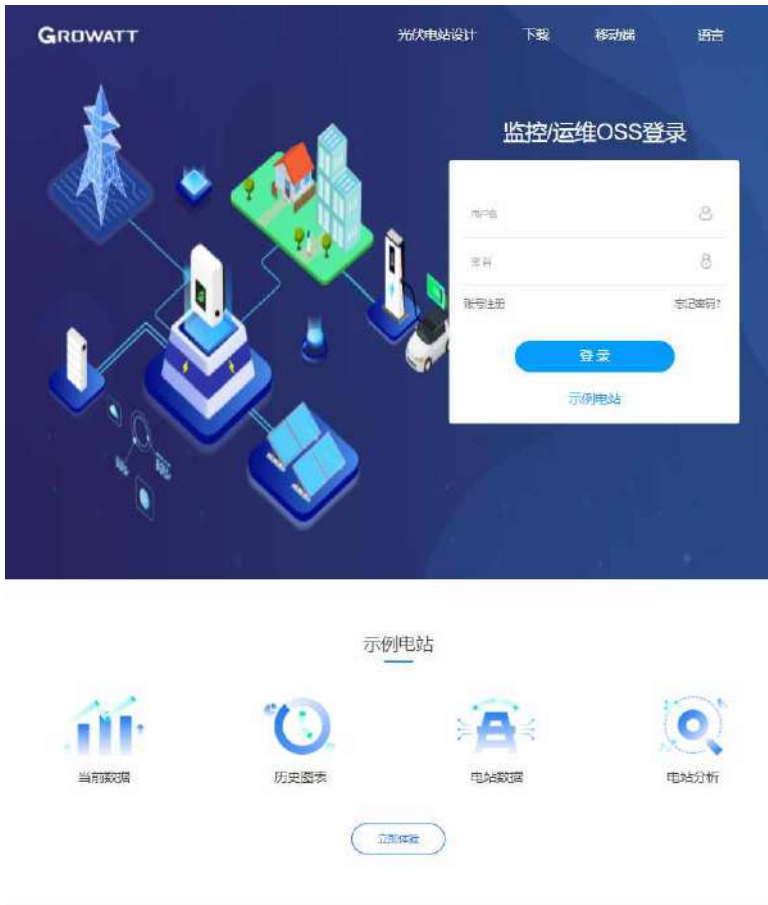 GROWATT
光伏电站设计 下载 移动端 语言
监控/运维OSS登录
用户名
密码
账号注册 忘记密码?
登录
示例电站
示例电站
当前数据 历史图表 电站数据 电站分析
立即体验